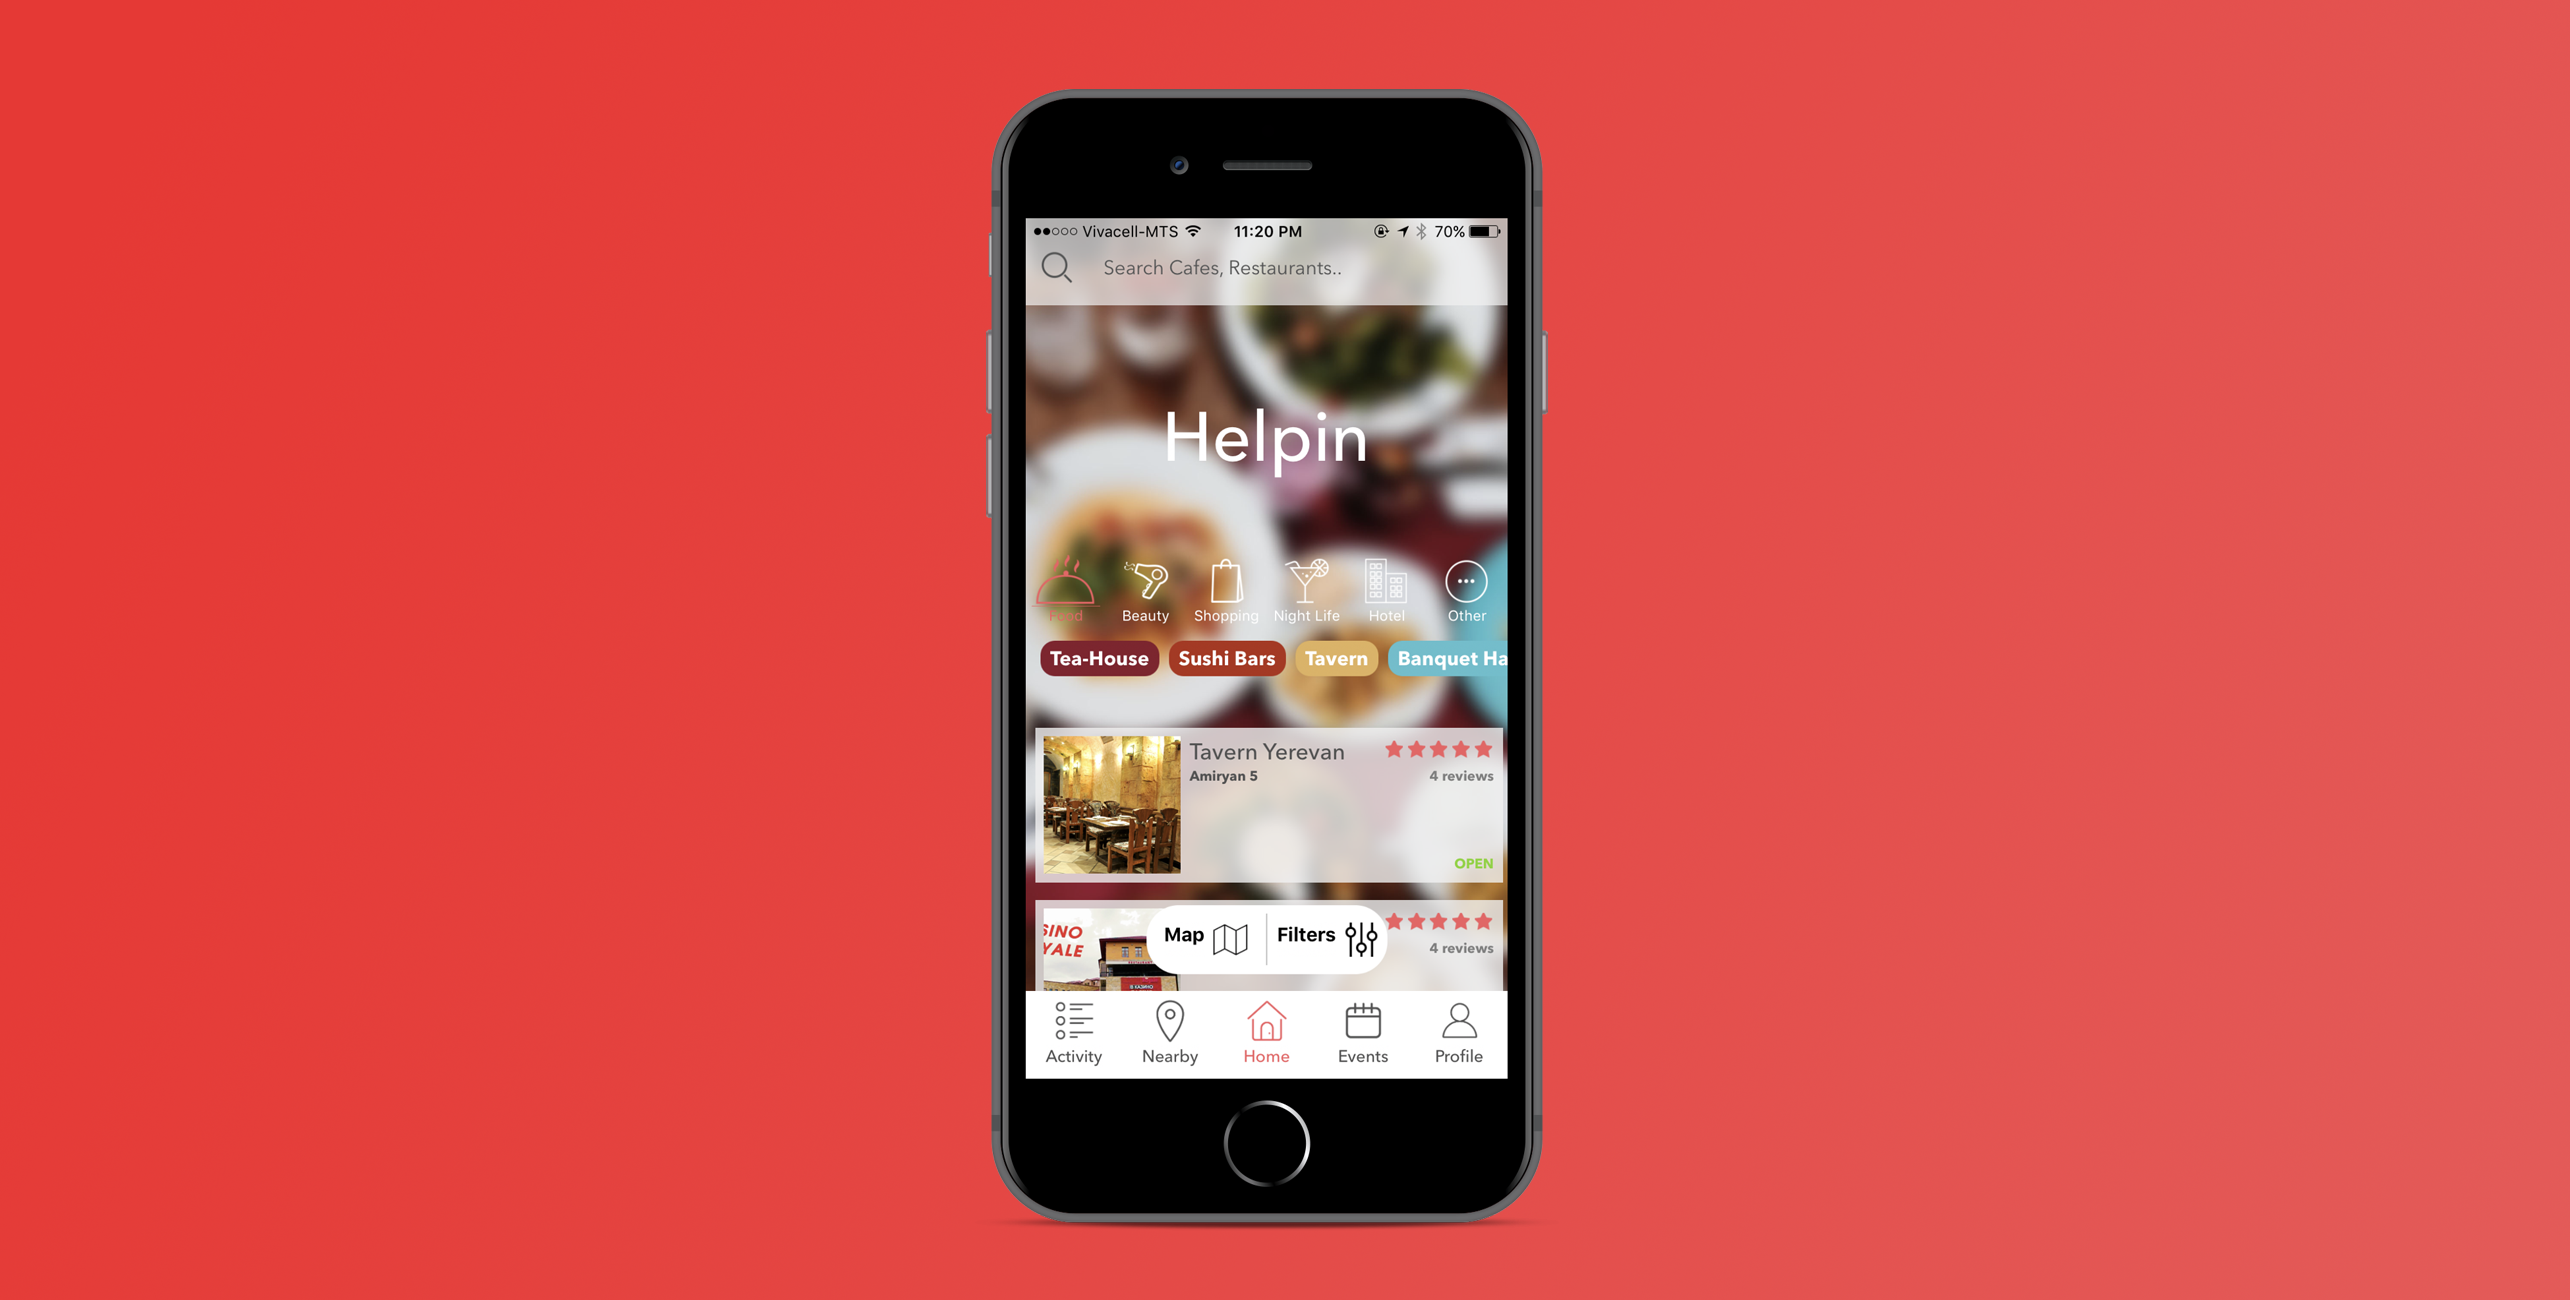 Vivacell-MTS 11:20 PM 70%
Search Cafes, Restaurants..
Helpin
Food Beauty Shopping Night Life Hotel Other
Tea-House Sushi Bars Tavern Banquet Ha
Tavern Yerevan
Amiryan 5
4 reviews
OPEN
SINO
YALE
Map Filters
4 reviews
Activity Nearby Home Events Profile